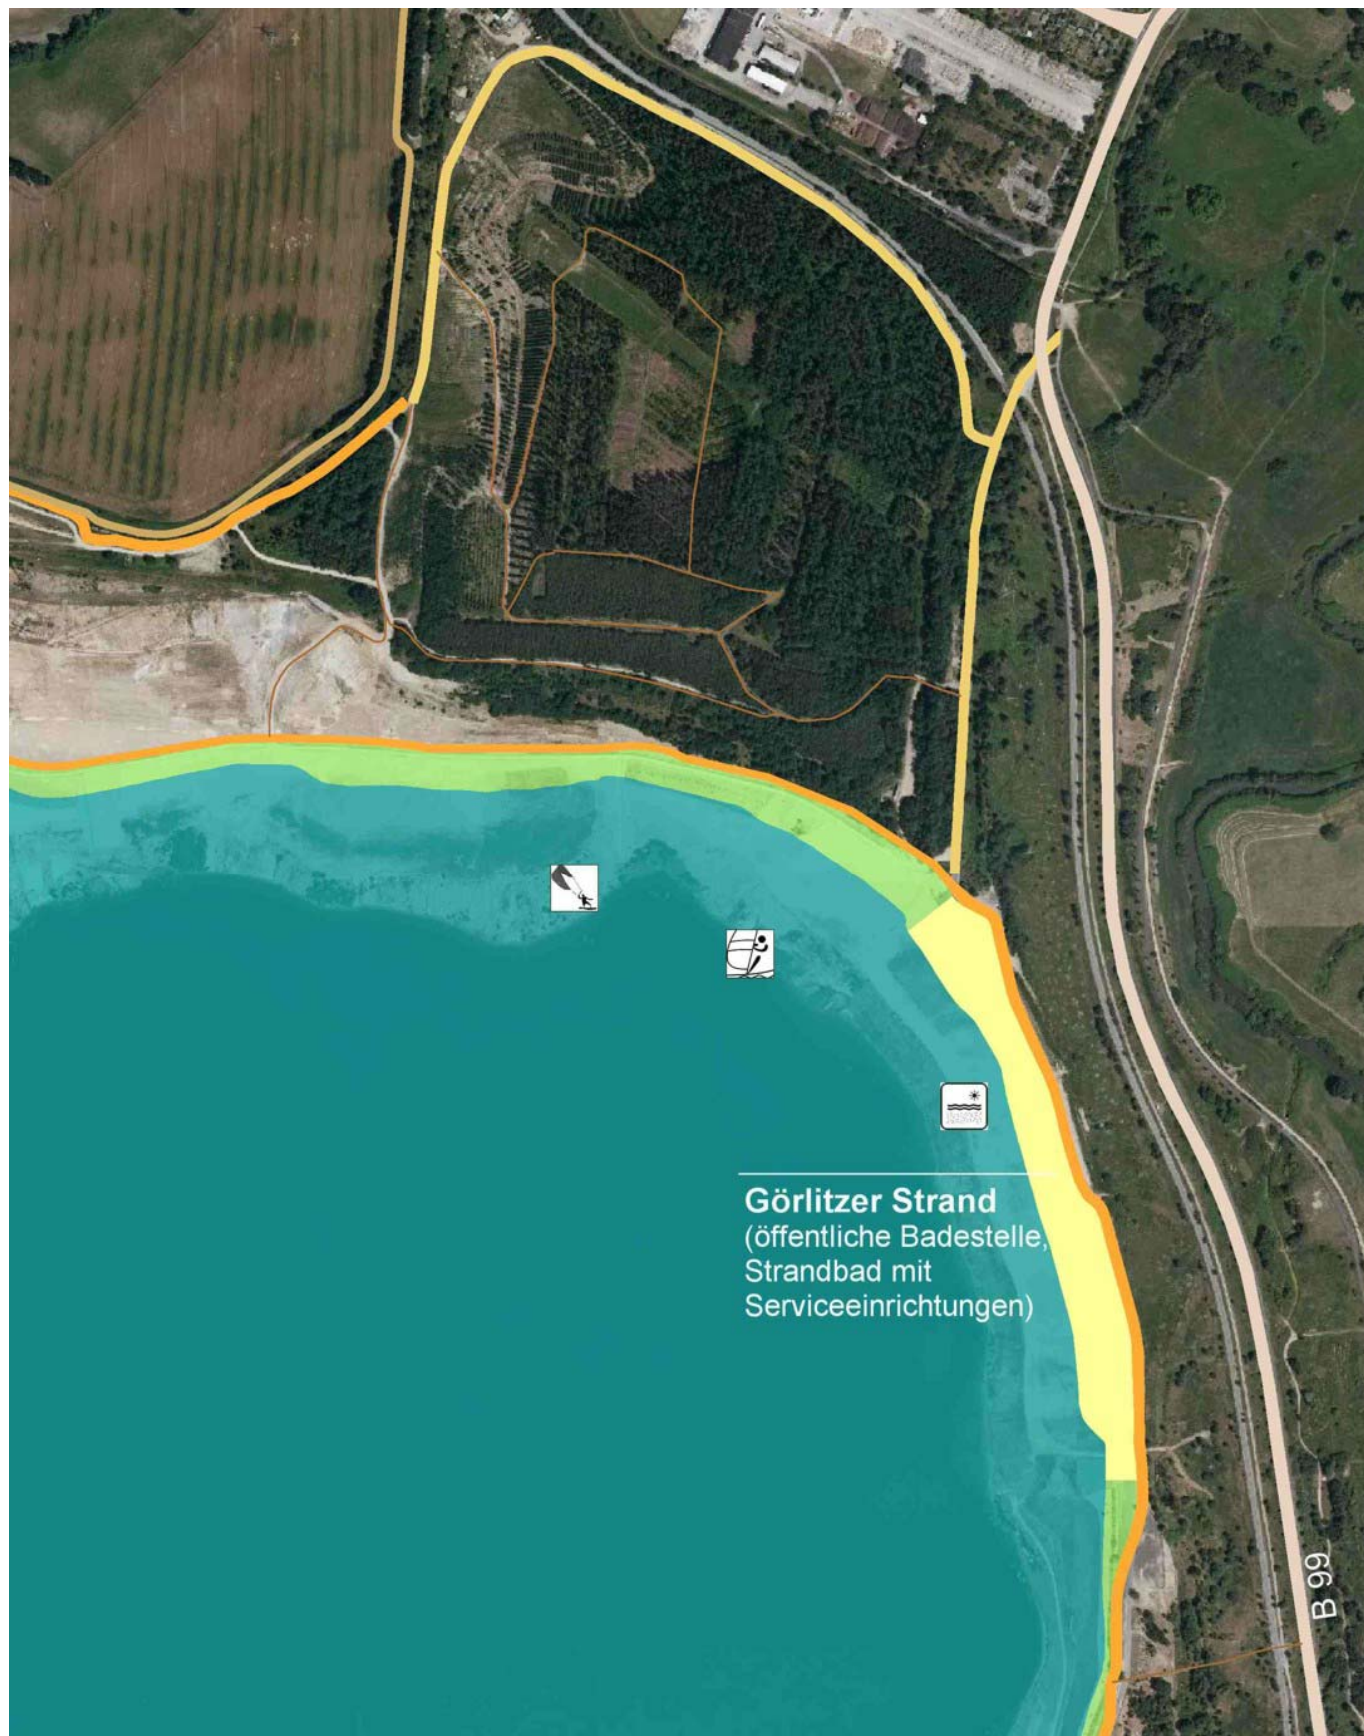 Görlitzer Strand
(öffentliche Badestelle,
Strandbad mit
Serviceeinrichtungen)
B 99